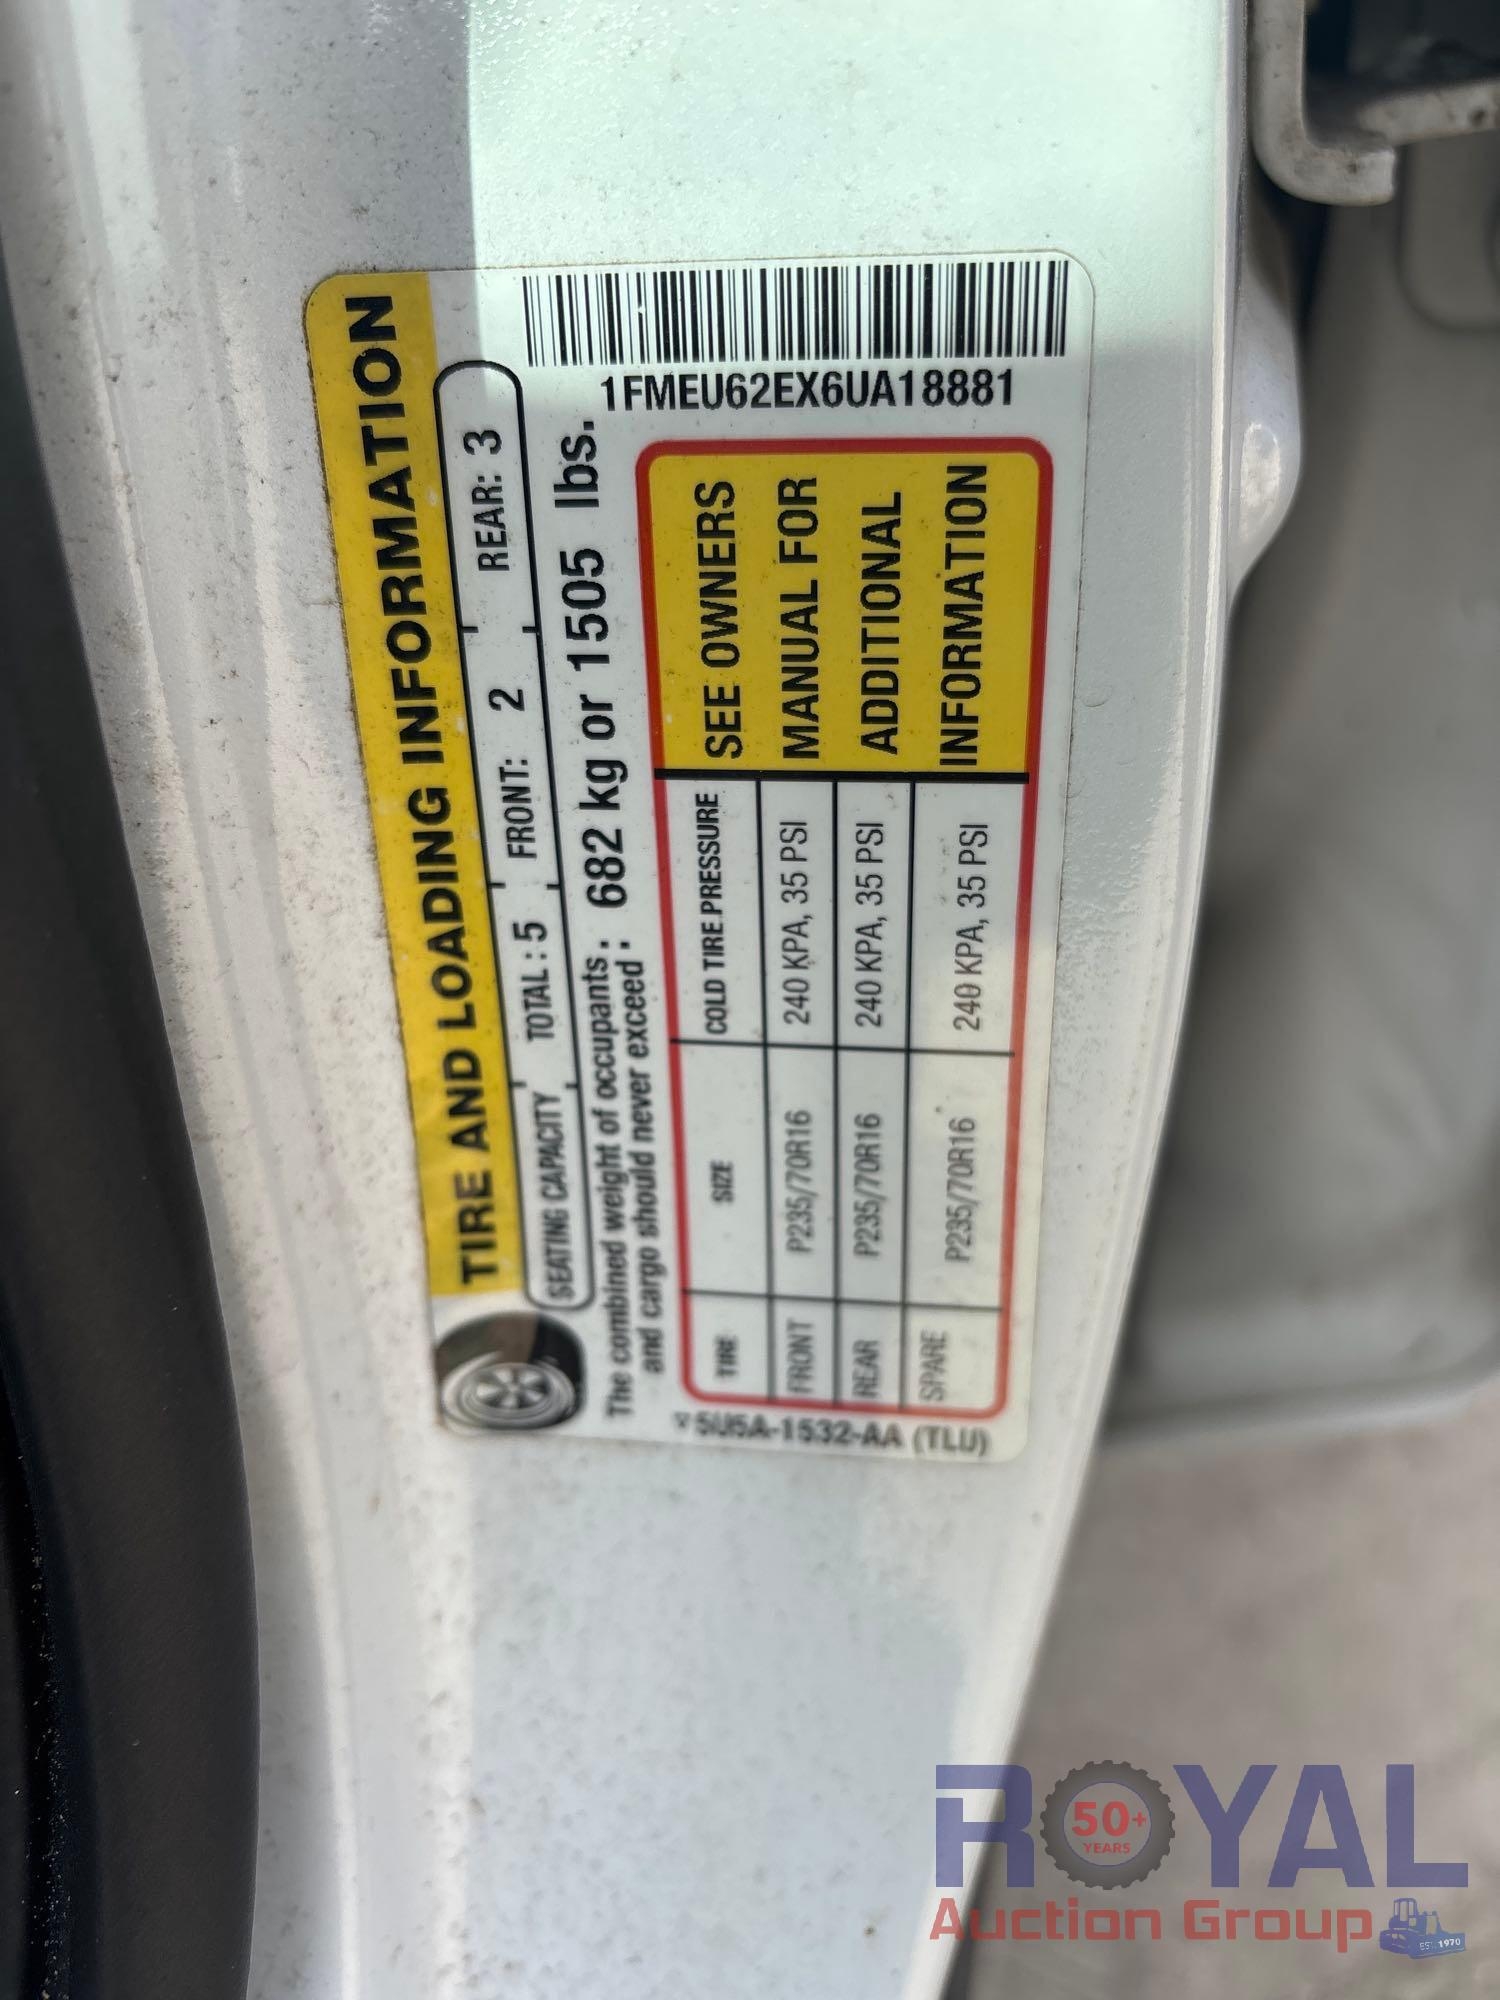 TIRE AND LOADING INFORMATION
SEATING CAPACITY TOTAL : 5 FRONT: 2 REAR: 3
The combined weight of occupants : 682 kg or 1505 lbs.
and cargo should never exceed :
1FMEU62EX6UA18881
TIRE SIZE COLD TIRE PRESSURE SEE OWNERS
FRONT P235/70R16 240 KPA, 35 PSI MANUAL FOR
REAR P235/70R16 240 KPA, 35 PSI ADDITIONAL
SPARE P235/70R16 240 KPA, 35 PSI INFORMATION
5U5A-1532-AA (TLU)
ROYAL
50+
YEARS
Auction Group
EST. 1970